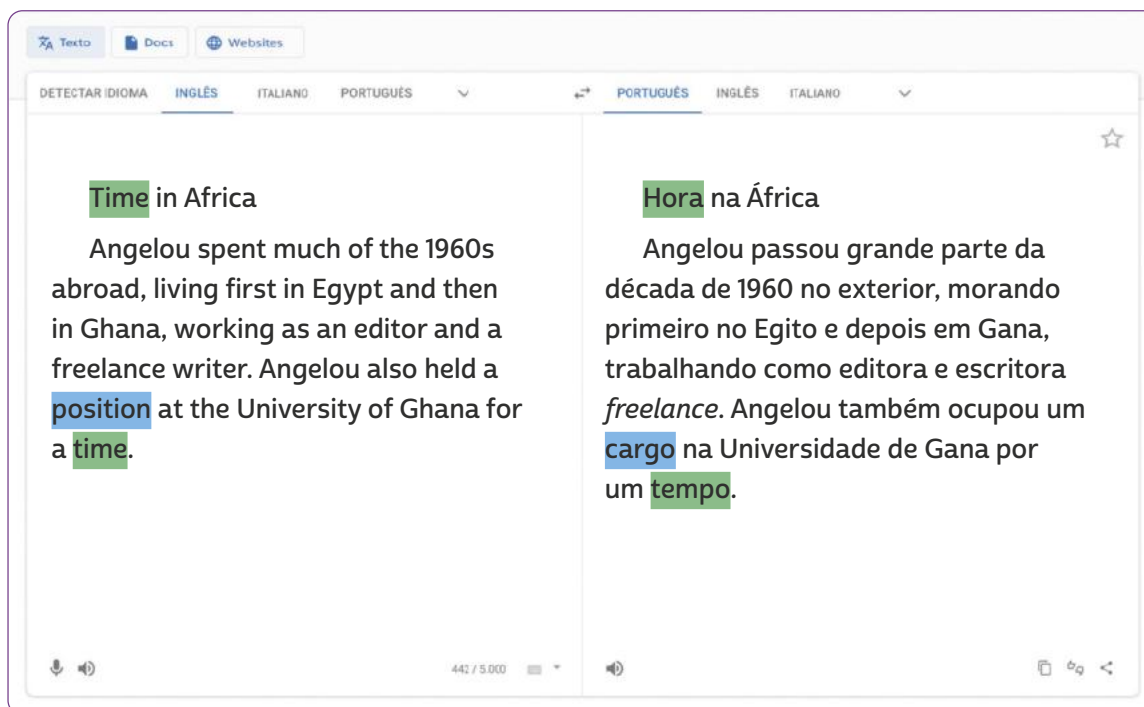 Texto Docs Websites
DETECTAR IDIOMA INGLÊS ITALIANO PORTUGUÊS
PORTUGUÊS INGLÊS ITALIANO
Time in Africa
Angelou spent much of the 1960s
abroad, living first in Egypt and then
in Ghana, working as an editor and a
freelance writer. Angelou also held a
position at the University of Ghana for
a time.
442 / 5.000
Hora na África
Angelou passou grande parte da
década de 1960 no exterior, morando
primeiro no Egito e depois em Gana,
trabalhando como editora e escritora
freelance. Angelou também ocupou um
cargo na Universidade de Gana por
um tempo.